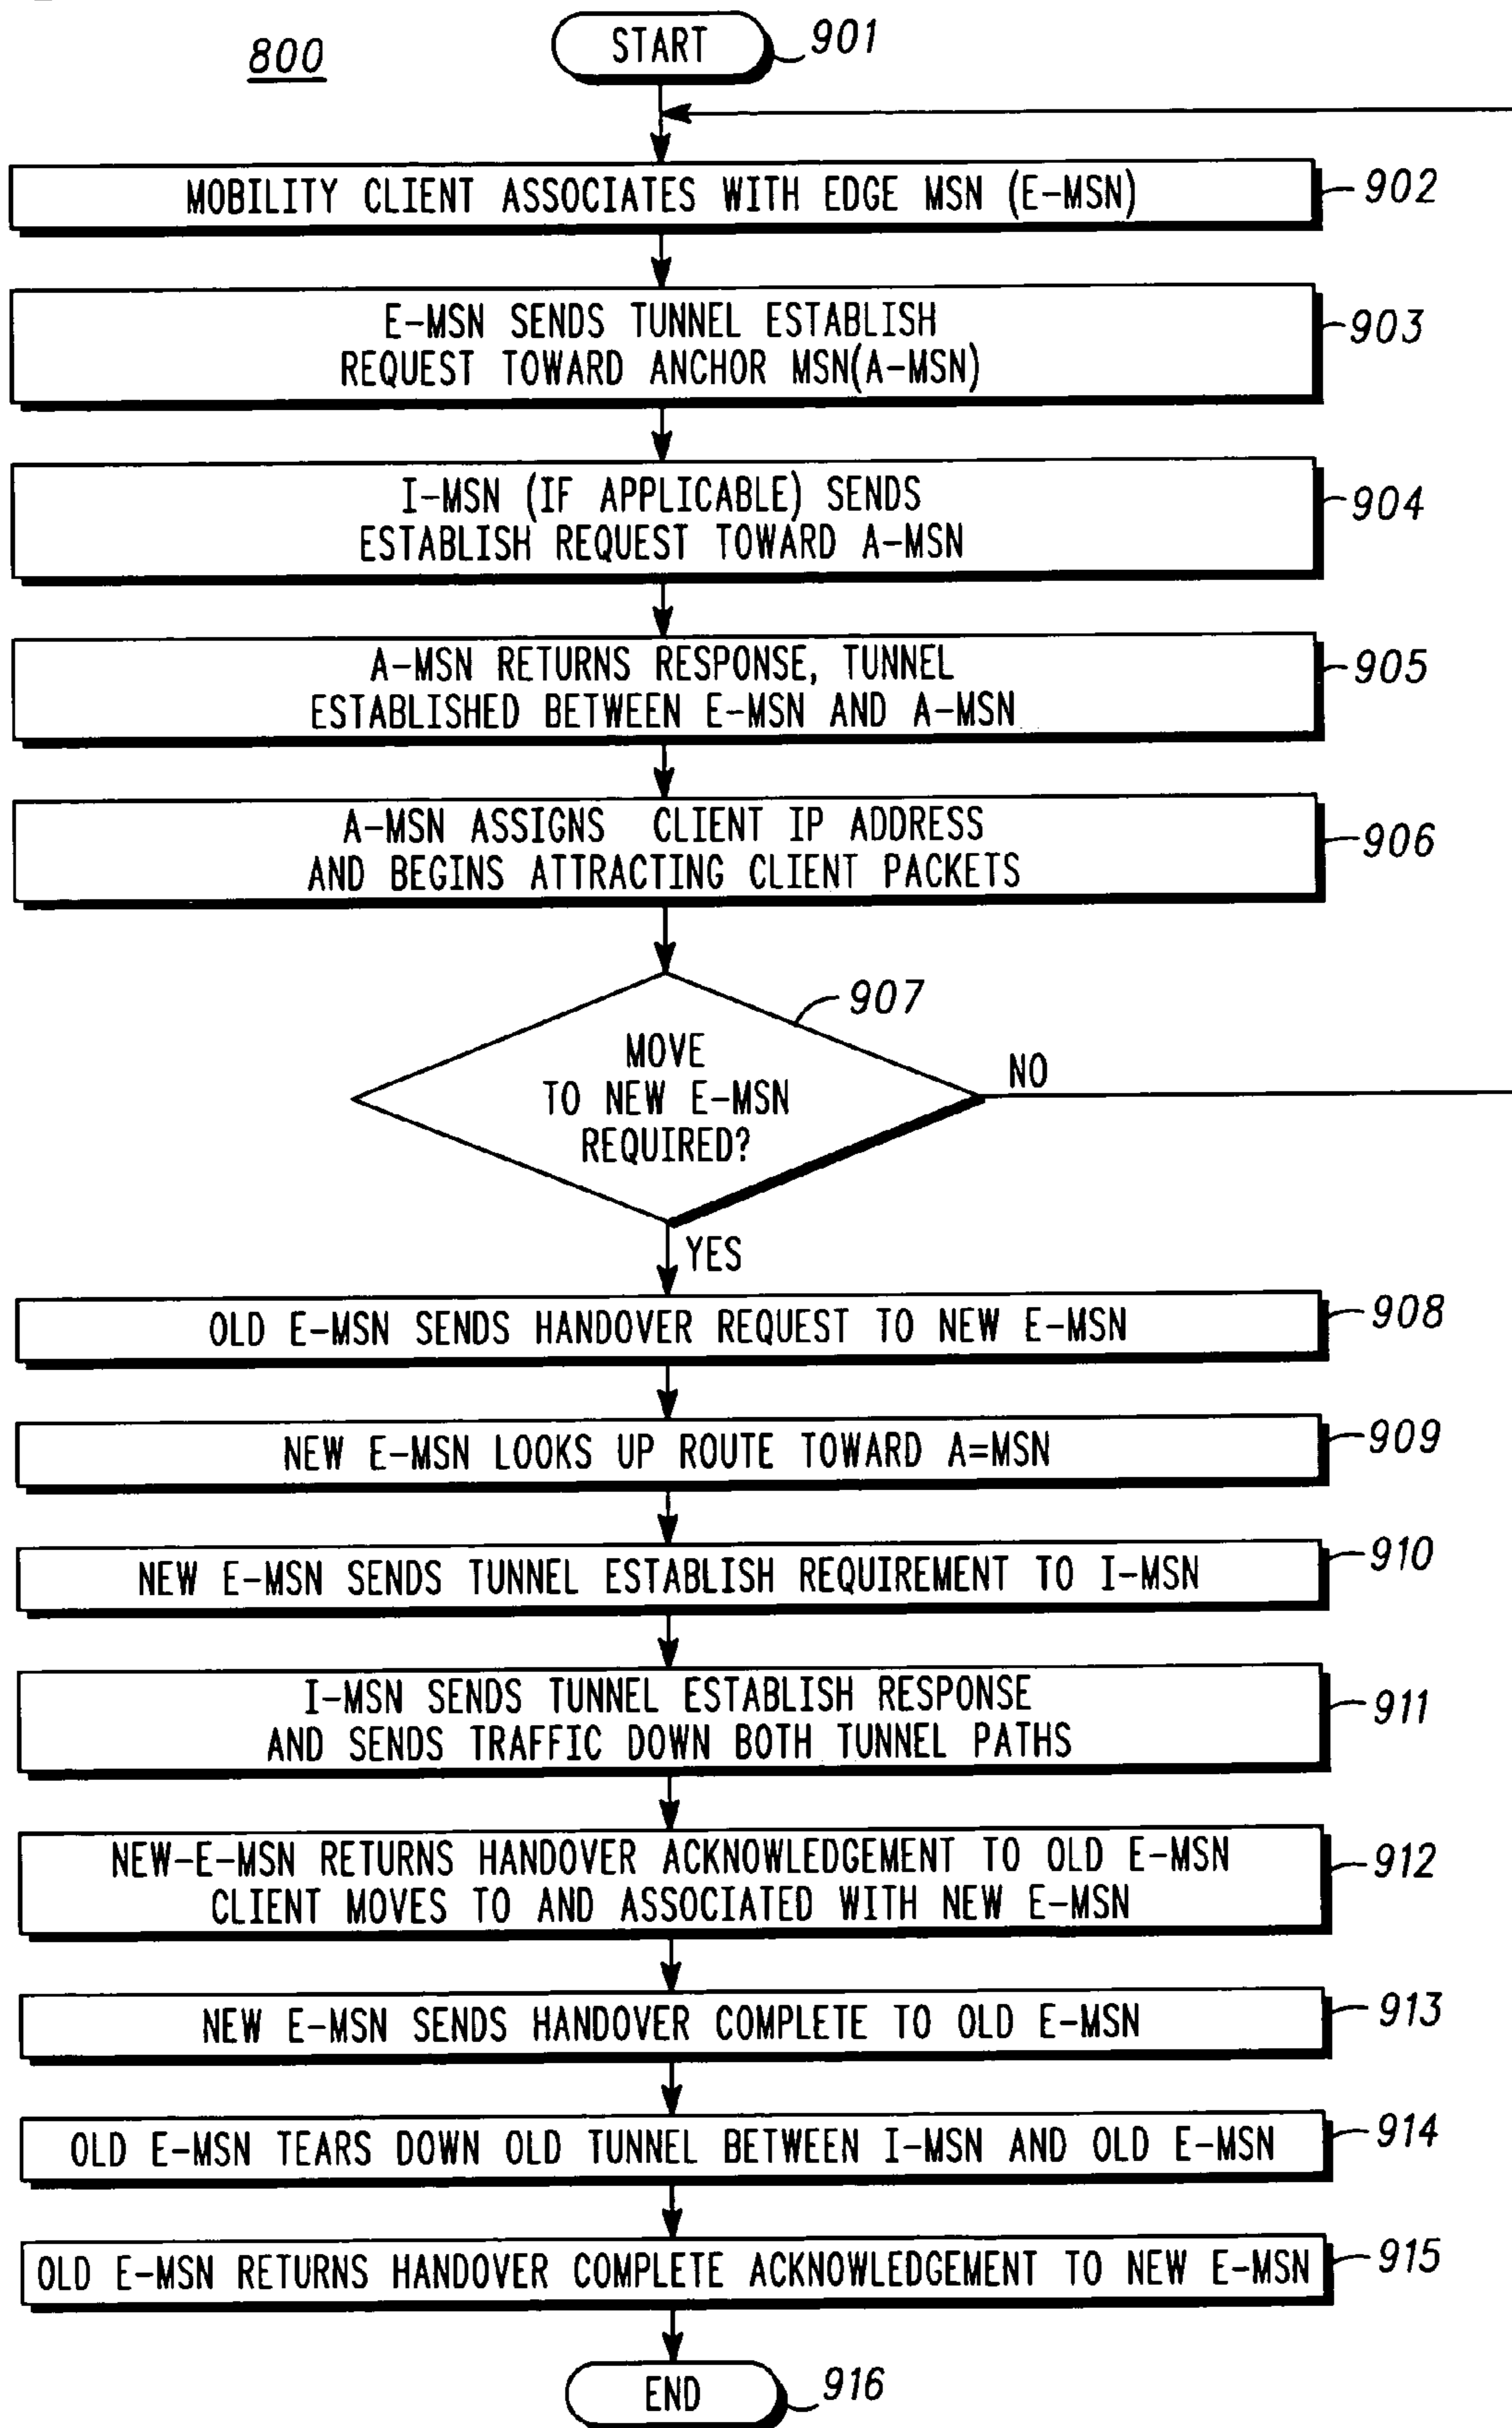 800
START
901
MOBILITY CLIENT ASSOCIATES WITH EDGE MSN (E-MSN)
902
E-MSN SENDS TUNNEL ESTABLISH
REQUEST TOWARD ANCHOR MSN(A-MSN)
903
I-MSN (IF APPLICABLE) SENDS
ESTABLISH REQUEST TOWARD A-MSN
904
A-MSN RETURNS RESPONSE, TUNNEL
ESTABLISHED BETWEEN E-MSN AND A-MSN
905
A-MSN ASSIGNS CLIENT IP ADDRESS
AND BEGINS ATTRACTING CLIENT PACKETS
906
907
MOVE
TO NEW E-MSN
REQUIRED?
NO
YES
OLD E-MSN SENDS HANDOVER REQUEST TO NEW E-MSN
908
NEW E-MSN LOOKS UP ROUTE TOWARD A=MSN
909
NEW E-MSN SENDS TUNNEL ESTABLISH REQUIREMENT TO I-MSN
910
I-MSN SENDS TUNNEL ESTABLISH RESPONSE
AND SENDS TRAFFIC DOWN BOTH TUNNEL PATHS
911
NEW-E-MSN RETURNS HANDOVER ACKNOWLEDGEMENT TO OLD E-MSN
CLIENT MOVES TO AND ASSOCIATED WITH NEW E-MSN
912
NEW E-MSN SENDS HANDOVER COMPLETE TO OLD E-MSN
913
OLD E-MSN TEARS DOWN OLD TUNNEL BETWEEN I-MSN AND OLD E-MSN
914
OLD E-MSN RETURNS HANDOVER COMPLETE ACKNOWLEDGEMENT TO NEW E-MSN
915
END
916